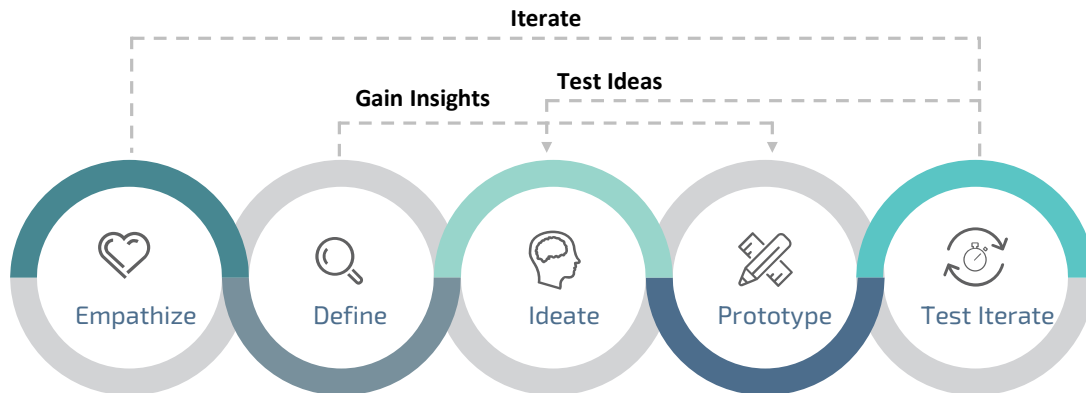 Iterate
Test Ideas
Gain Insights
Empathize
Define
Ideate
Prototype
Test Iterate